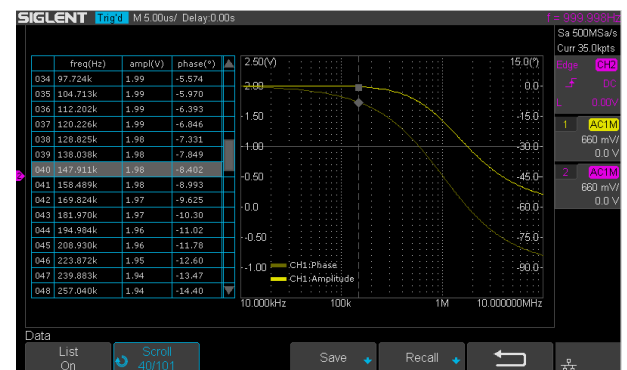 SIGLENT Trig'd M 5.00us/ Delay:0.00s f = 999.998Hz
Sa 500MSa/s
Curr 35.0kpts
Edge CH2
DC
L 0.00V
1 AC1M
660 mV/
0.0 V
2 AC1M
660 mV/
0.0 V
freq(Hz) ampl(V) phase(°)
034 97.724k 1.99 -5.574
035 104.713k 1.99 -5.970
036 112.202k 1.99 -6.393
037 120.226k 1.99 -6.846
038 128.825k 1.98 -7.331
039 138.038k 1.98 -7.849
040 147.911k 1.98 -8.402
041 158.489k 1.98 -8.993
042 169.824k 1.97 -9.625
043 181.970k 1.97 -10.30
044 194.984k 1.96 -11.02
045 208.930k 1.96 -11.78
046 223.872k 1.95 -12.60
047 239.883k 1.94 -13.47
048 257.040k 1.94 -14.40
2.50(V) 15.0(°)
2.00 0.0
1.50 -15.0
1.00 -30.0
0.50 -45.0
0.0 -60.0
-0.50 -75.0
-1.00 -90.0
CH1:Phase
CH1:Amplitude
10.000kHz 100k 1M 10.000000MHz
Data
List
On
Scroll
40/101
Save
Recall